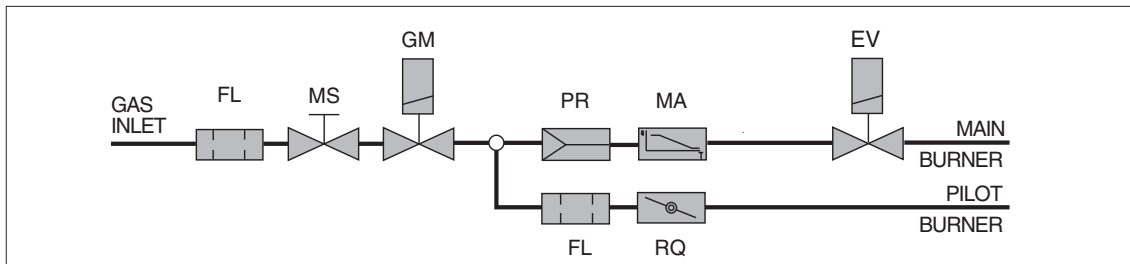 GM
EV
FL
MS
PR
MA
GAS
INLET
MAIN
BURNER
PILOT
BURNER
FL
RQ